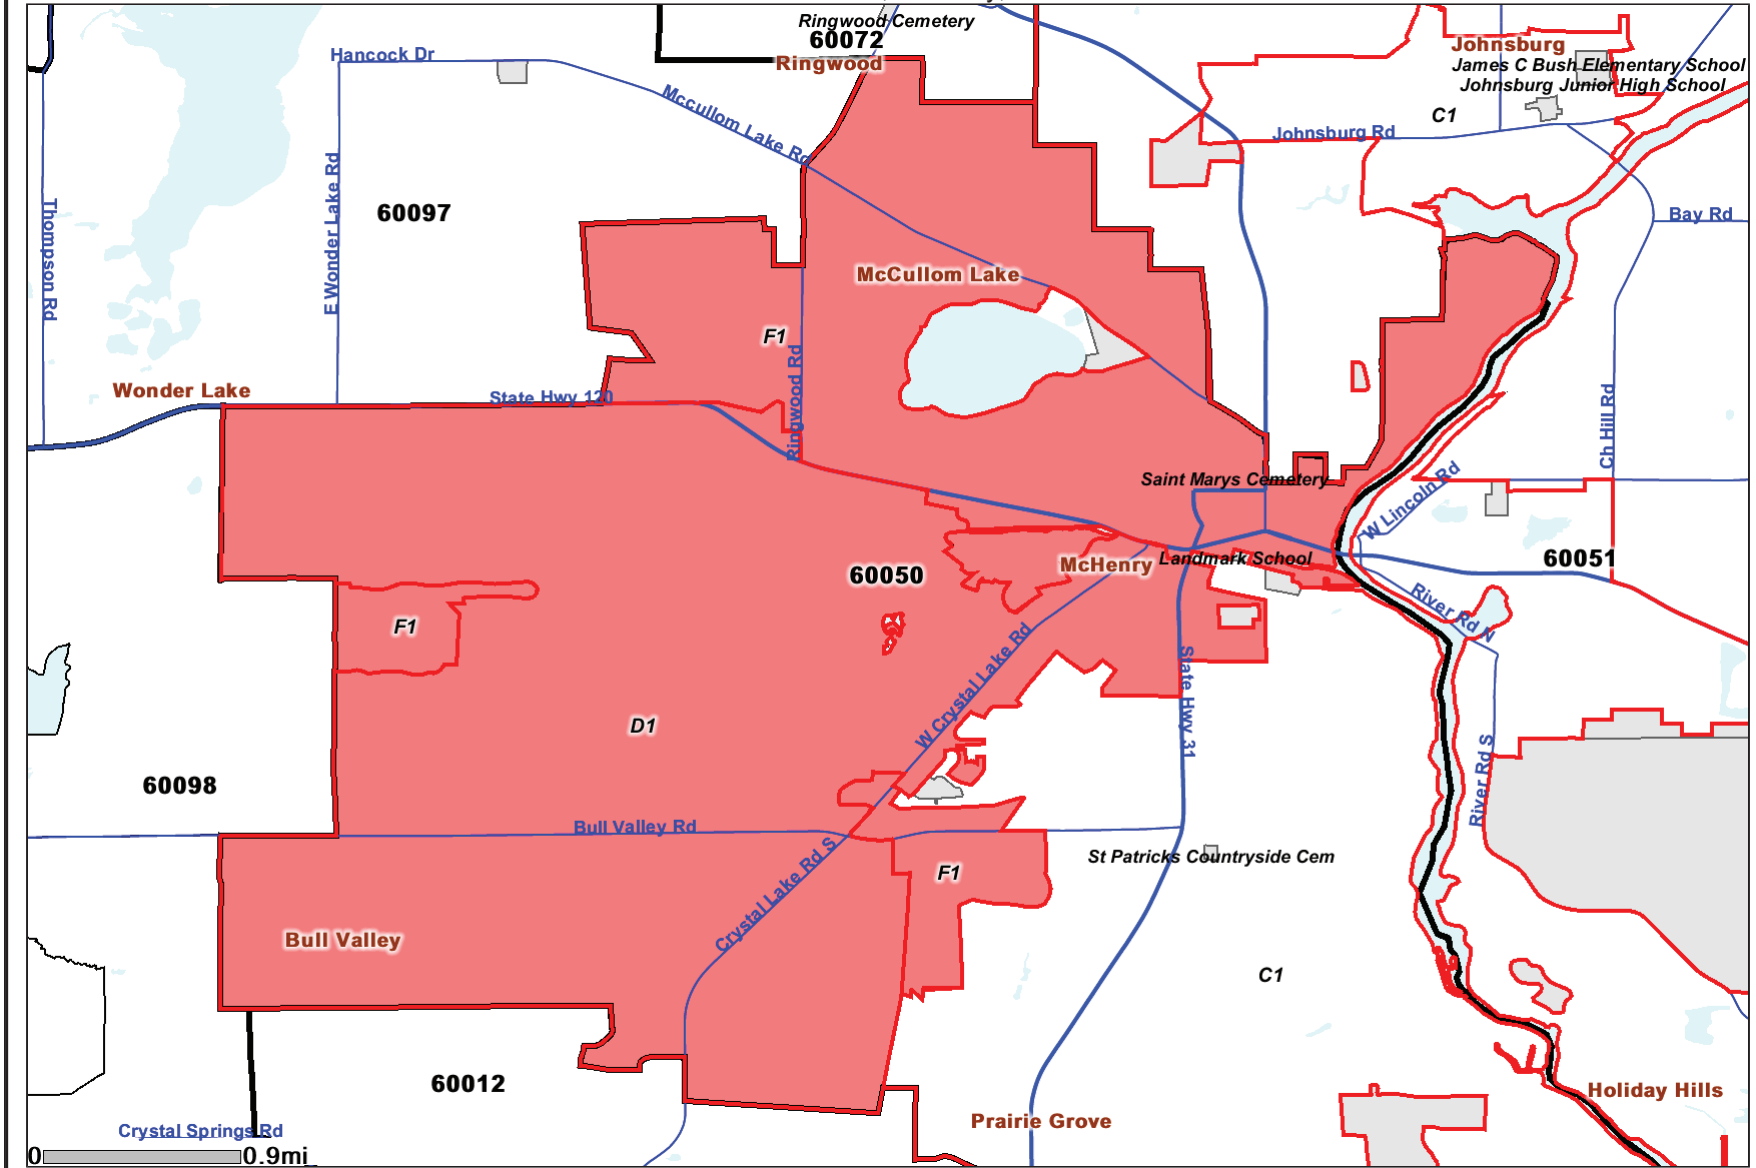 Ringwood Cemetery
60072
Ringwood
Johnsburg
James C Bush Elementary School
Johnsburg Junior High School
Hancock Dr
Mccullom Lake Rd
C1
Johnsburg Rd
Thompson Rd
E Wonder Lake Rd
60097
Bay Rd
McCullom Lake
F1
Ringwood Rd
Wonder Lake
State Hwy 120
Ch Hill Rd
Saint Marys Cemetery
W Lincoln Rd
Landmark School
60051
McHenry
60050
River Rd N
F1
W Crystal Lake Rd
State Hwy 31
D1
River Rd S
60098
Bull Valley Rd
Crystal Lake Rd S
St Patricks Countryside Cem
F1
Bull Valley
C1
60012
Holiday Hills
Prairie Grove
Crystal Springs Rd
0 0.9mi